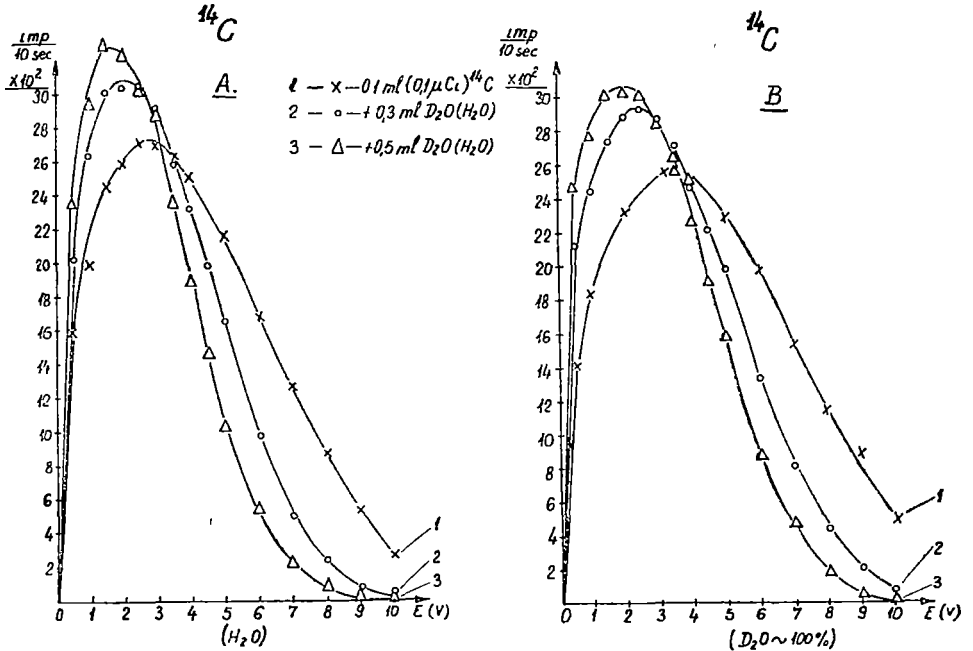 ¹⁴C
imp
10 sec
×10²
A.
1 — x — 0,1 ml (0,1 μCi) ¹⁴C
2 — o — + 0,3 ml D₂O (H₂O)
3 — Δ — + 0,5 ml D₂O (H₂O)
30
28
26
24
22
20
18
16
14
12
10
8
6
4
2
1
2
3
0 1 2 3 4 5 6 7 8 9 10 E (v)
(H₂O)
¹⁴C
imp
10 sec
×10²
B
30
28
26
24
22
20
18
16
14
12
10
8
6
4
2
1
2
3
0 1 2 3 4 5 6 7 8 9 10 E (v)
(D₂O ~ 100%)